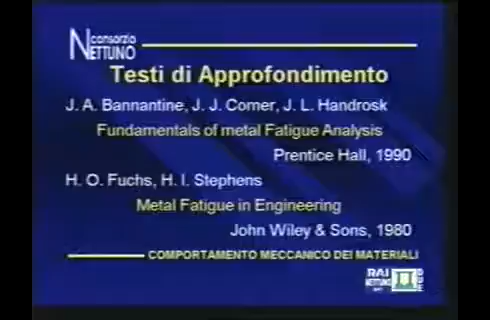 consorzio
NETTUNO
Testi di Approfondimento
J. A. Bannantine, J. J. Comer, J. L. Handrosk
Fundamentals of metal Fatigue Analysis
Prentice Hall, 1990
H. O. Fuchs, H. I. Stephens
Metal Fatigue in Engineering
John Wiley & Sons, 1980
COMPORTAMENTO MECCANICO DEI MATERIALI
RAI
DUE